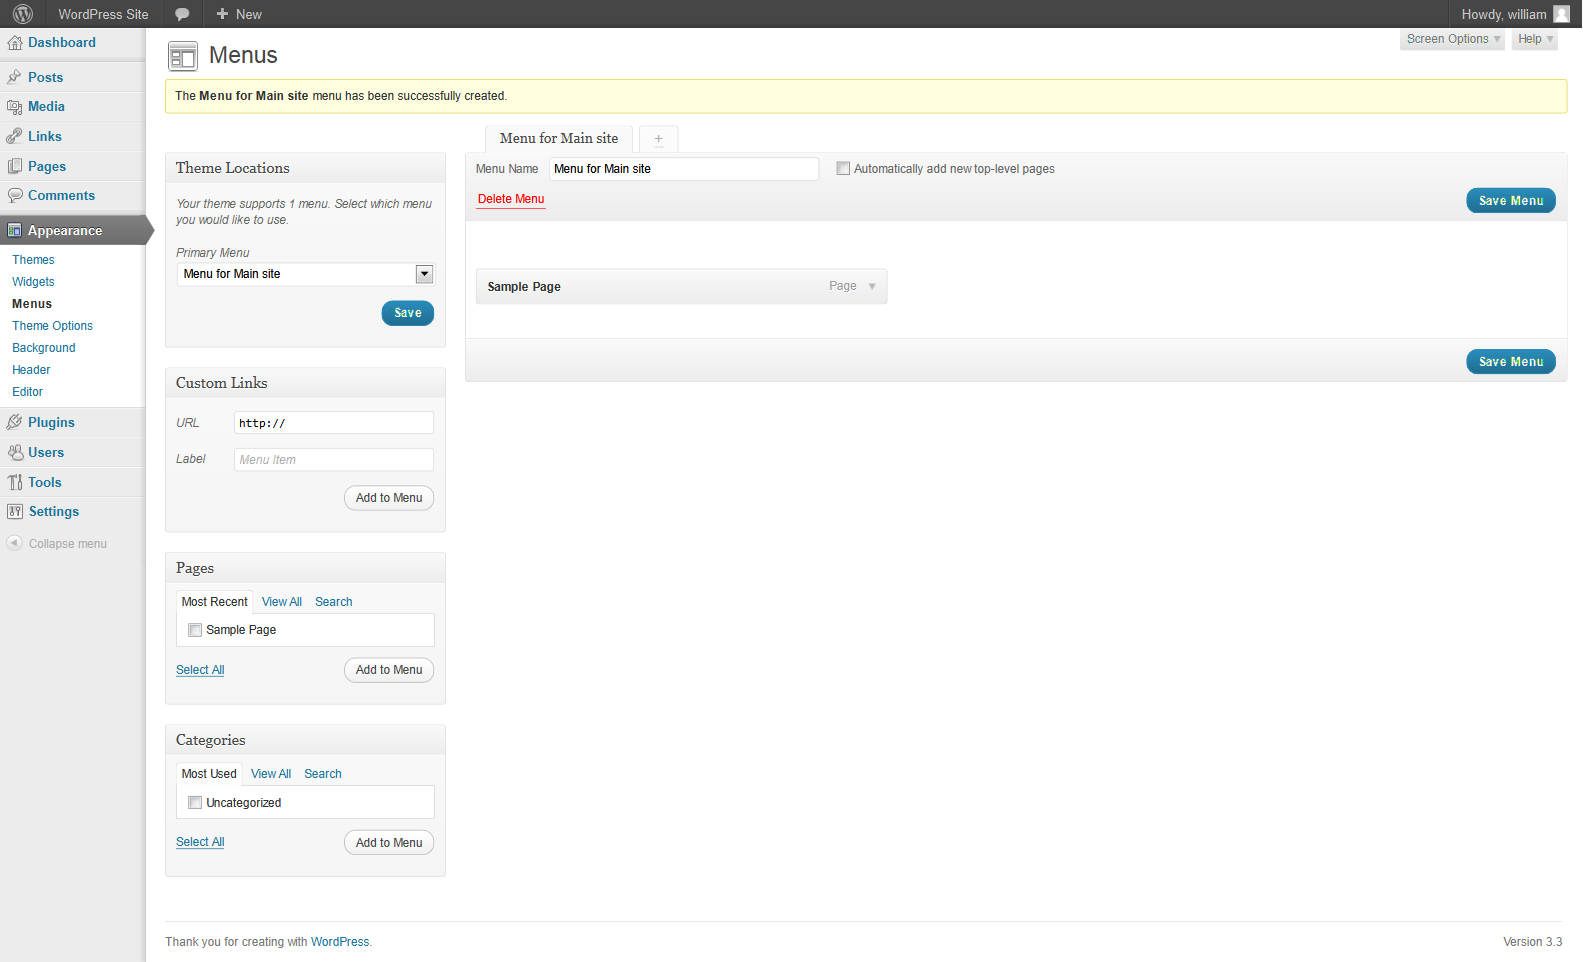 WordPress Site
New
Howdy, william
Dashboard
Posts
Media
Links
Pages
Comments
Appearance
Themes
Widgets
Menus
Theme Options
Background
Header
Editor
Plugins
Users
Tools
Settings
Collapse menu
Menus
Screen Options
Help
The Menu for Main site menu has been successfully created.
Theme Locations
Your theme supports 1 menu. Select which menu
you would like to use.
Primary Menu
Menu for Main site
Save
Custom Links
URL http://
Label Menu Item
Add to Menu
Pages
Most Recent View All Search
Sample Page
Select All Add to Menu
Categories
Most Used View All Search
Uncategorized
Select All Add to Menu
Menu for Main site +
Menu Name Menu for Main site Automatically add new top-level pages
Delete Menu
Save Menu
Sample Page Page
Save Menu
Thank you for creating with WordPress.
Version 3.3